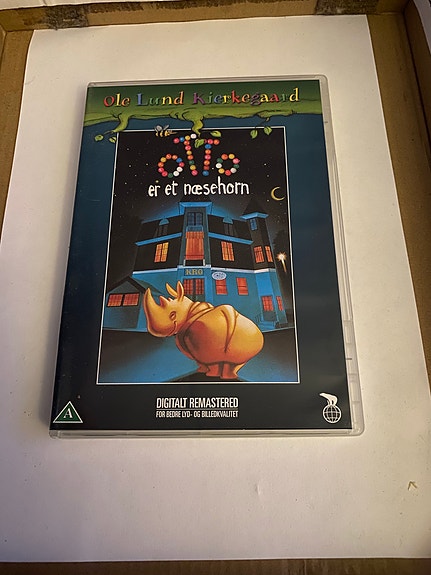 Ole Lund Kierkegaard
OTTO
er et næsehorn
KRO
DIGITALT REMASTERED
FOR BEDRE LYD- OG BILLEDKVALITET
A